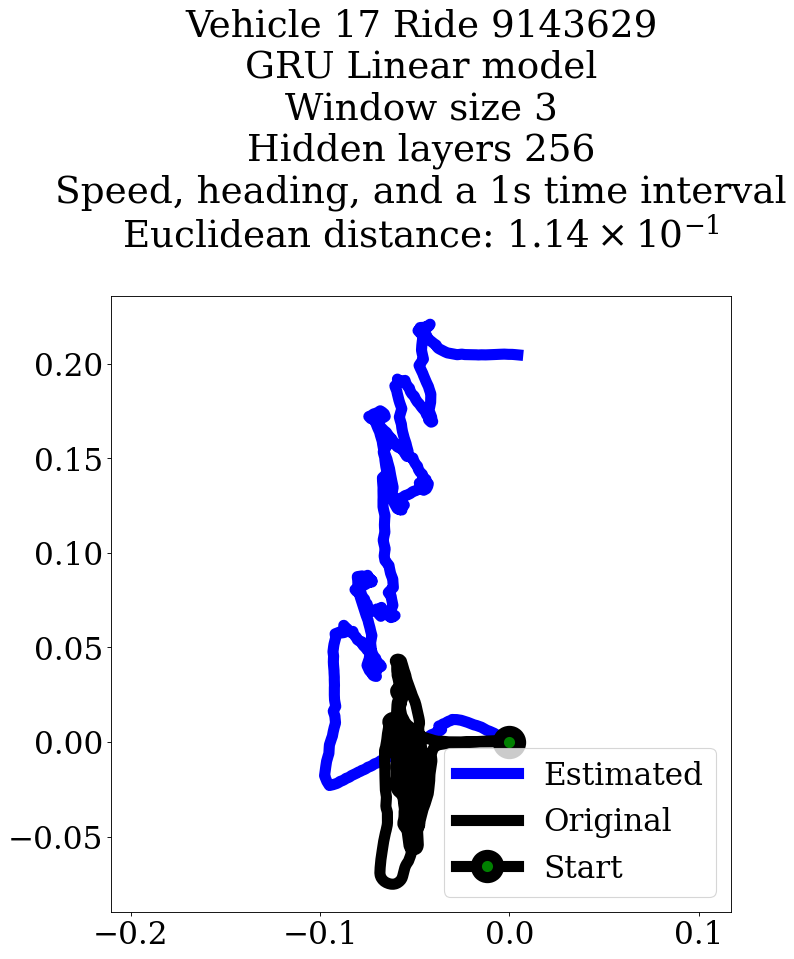 Vehicle 17 Ride 9143629
GRU Linear model
Window size 3
Hidden layers 256
Speed, heading, and a 1s time interval
Euclidean distance: 1.14 × 10⁻¹
0.20
0.15
0.10
0.05
0.00
−0.05
Estimated
Original
Start
−0.2 −0.1 0.0 0.1